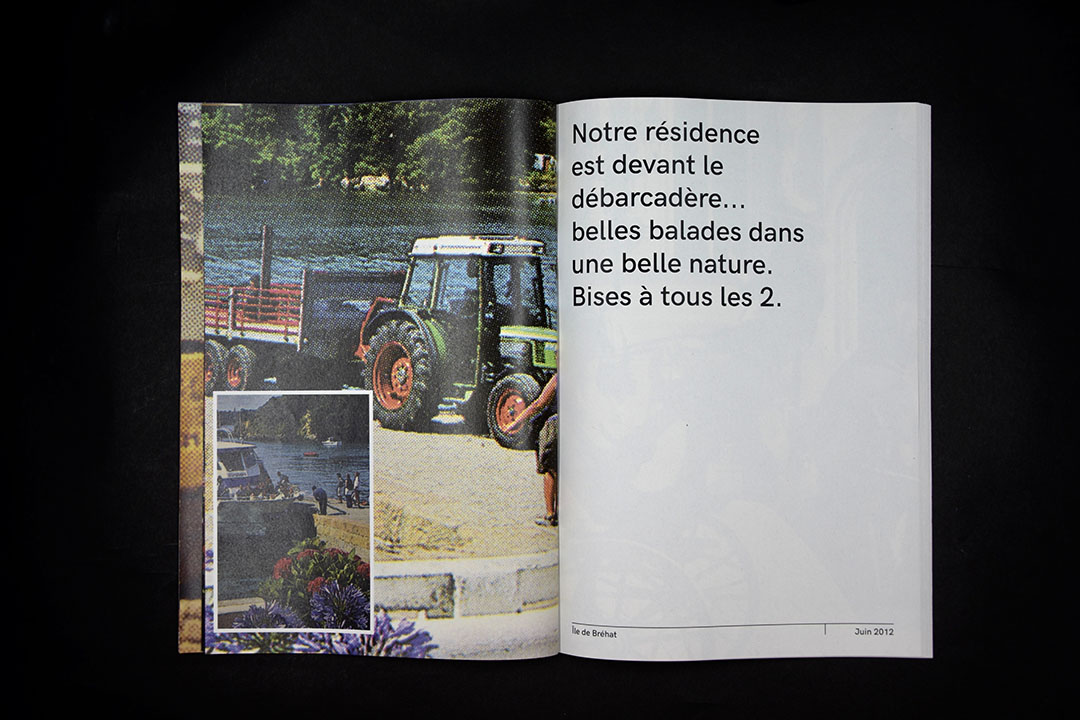 Notre résidence
est devant le
débarcadère...
belles balades dans
une belle nature.
Bises à tous les 2.
Île de Bréhat
Juin 2012